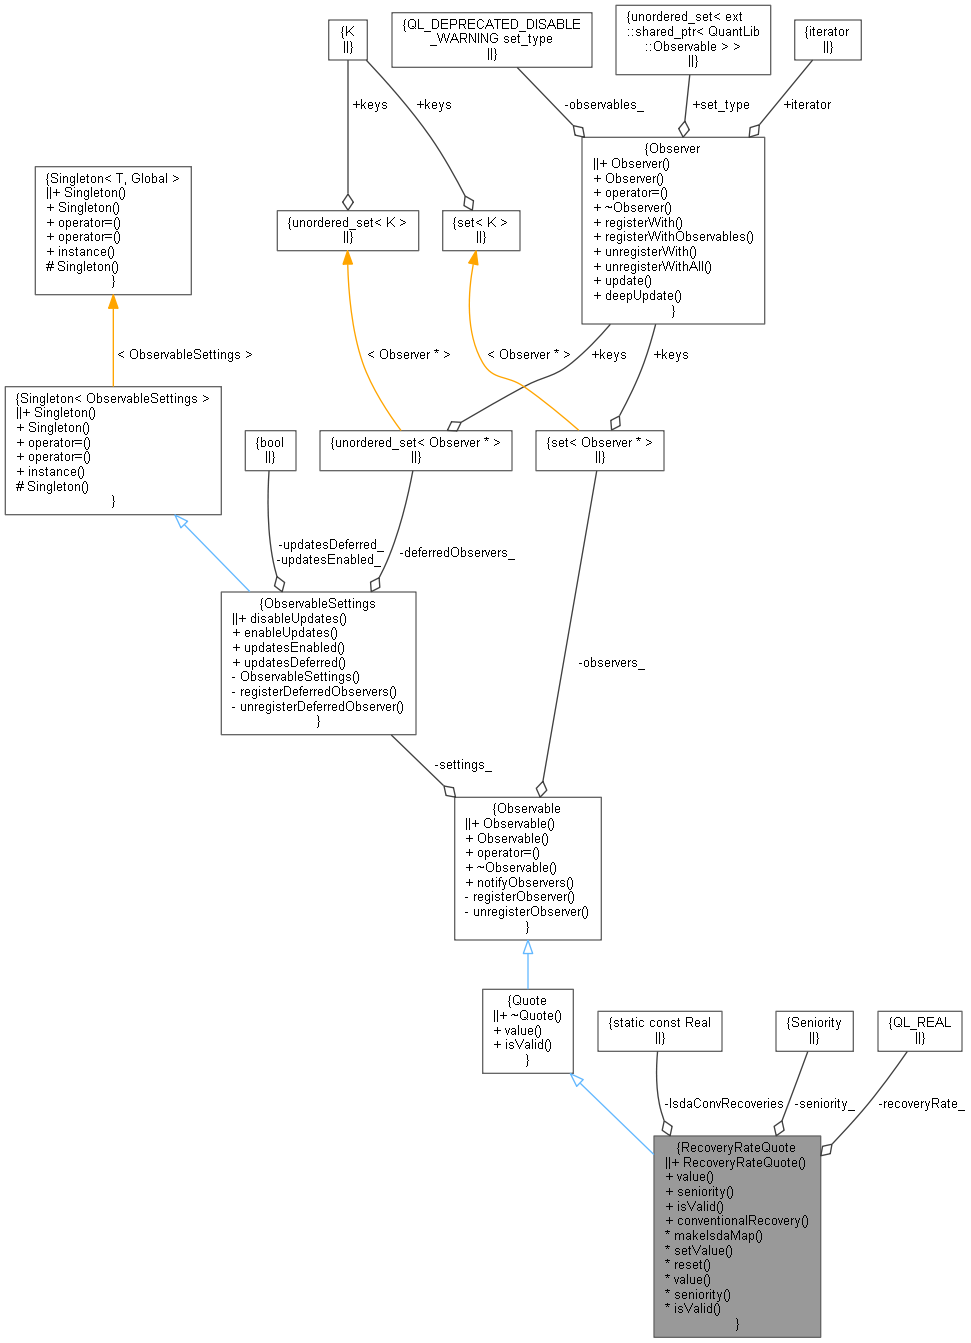 {K
||}
{QL_DEPRECATED_DISABLE
_WARNING set_type
||}
{unordered_set< ext
::shared_ptr< QuantLib
::Observable > >
||}
{iterator
||}
+keys
+keys
-observables_
+set_type
+iterator
{Singleton< T, Global >
||+ Singleton()
+ Singleton()
+ operator=()
+ operator=()
+ instance()
# Singleton()
}
{unordered_set< K >
||}
{set< K >
||}
{Observer
||+ Observer()
+ Observer()
+ operator=()
+ ~Observer()
+ registerWith()
+ registerWithObservables()
+ unregisterWith()
+ unregisterWithAll()
+ update()
+ deepUpdate()
}
< ObservableSettings >
< Observer * >
< Observer * >
+keys
+keys
{Singleton< ObservableSettings >
||+ Singleton()
+ Singleton()
+ operator=()
+ operator=()
+ instance()
# Singleton()
}
{bool
||}
{unordered_set< Observer * >
||}
{set< Observer * >
||}
-updatesDeferred_
-updatesEnabled_
-deferredObservers_
{ObservableSettings
||+ disableUpdates()
+ enableUpdates()
+ updatesEnabled()
+ updatesDeferred()
- ObservableSettings()
- registerDeferredObservers()
- unregisterDeferredObserver()
}
-observers_
-settings_
{Observable
||+ Observable()
+ Observable()
+ operator=()
+ ~Observable()
+ notifyObservers()
- registerObserver()
- unregisterObserver()
}
{Quote
||+ ~Quote()
+ value()
+ isValid()
}
{static const Real
||}
{Seniority
||}
{QL_REAL
||}
-IsdaConvRecoveries
-seniority_
-recoveryRate_
{RecoveryRateQuote
||+ RecoveryRateQuote()
+ value()
+ seniority()
+ isValid()
+ conventionalRecovery()
* makeIsdaMap()
* setValue()
* reset()
* value()
* seniority()
* isValid()
}